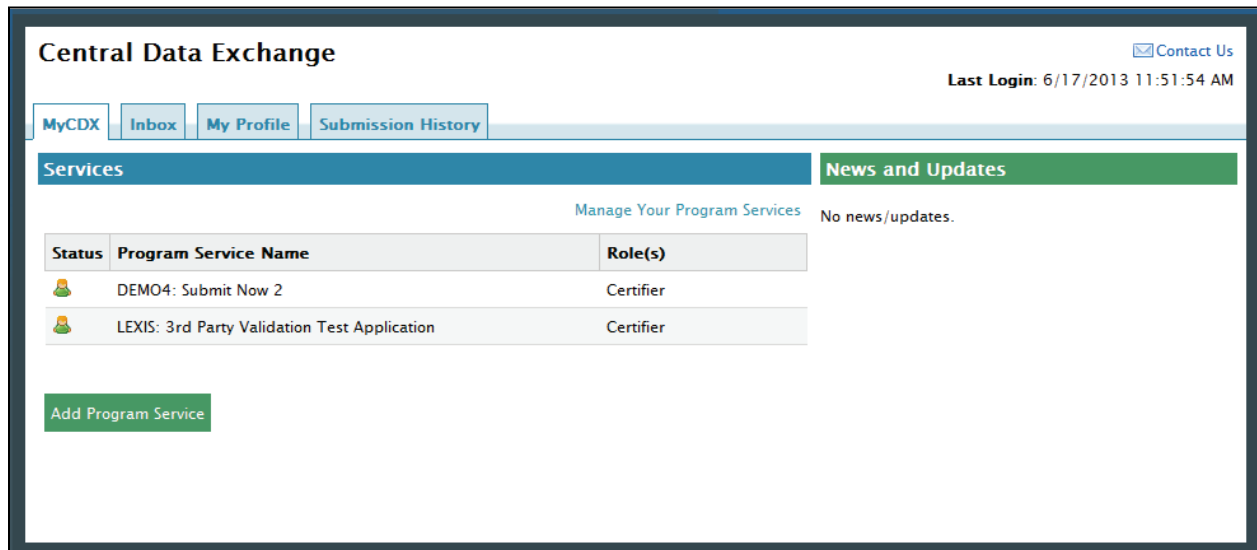 Central Data Exchange
Contact Us
Last Login: 6/17/2013 11:51:54 AM
MyCDX Inbox My Profile Submission History
Services
News and Updates
Manage Your Program Services
No news/updates.
Status Program Service Name Role(s)
DEMO4: Submit Now 2 Certifier
LEXIS: 3rd Party Validation Test Application Certifier
Add Program Service